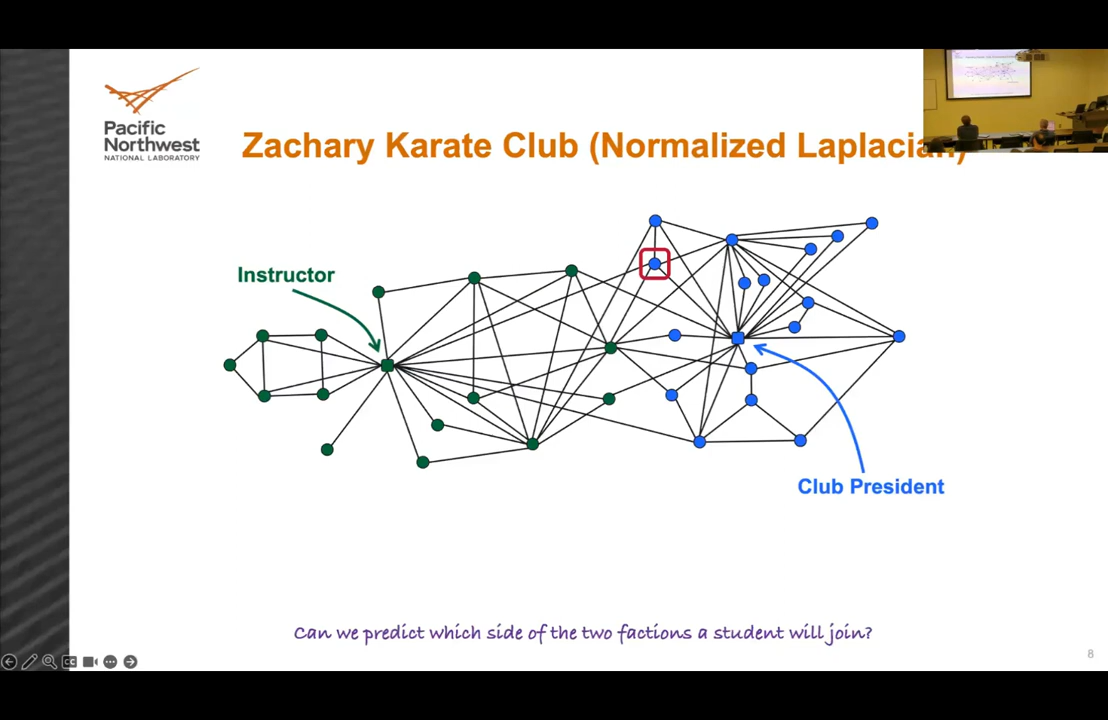 Pacific
Northwest
NATIONAL LABORATORY
Zachary Karate Club (Normalized Laplacian)
Instructor
Club President
Can we predict which side of the two factions a student will join?
8
CC